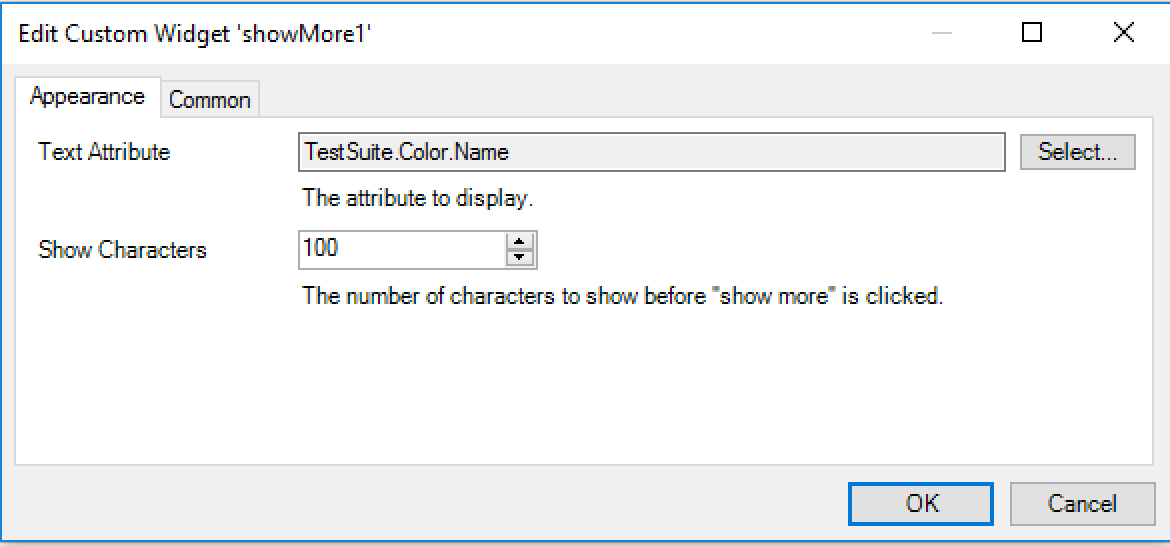 Edit Custom Widget 'showMore1'
Appearance
Common
Text Attribute
TestSuite.Color.Name
Select...
The attribute to display.
Show Characters
100
The number of characters to show before "show more" is clicked.
OK
Cancel